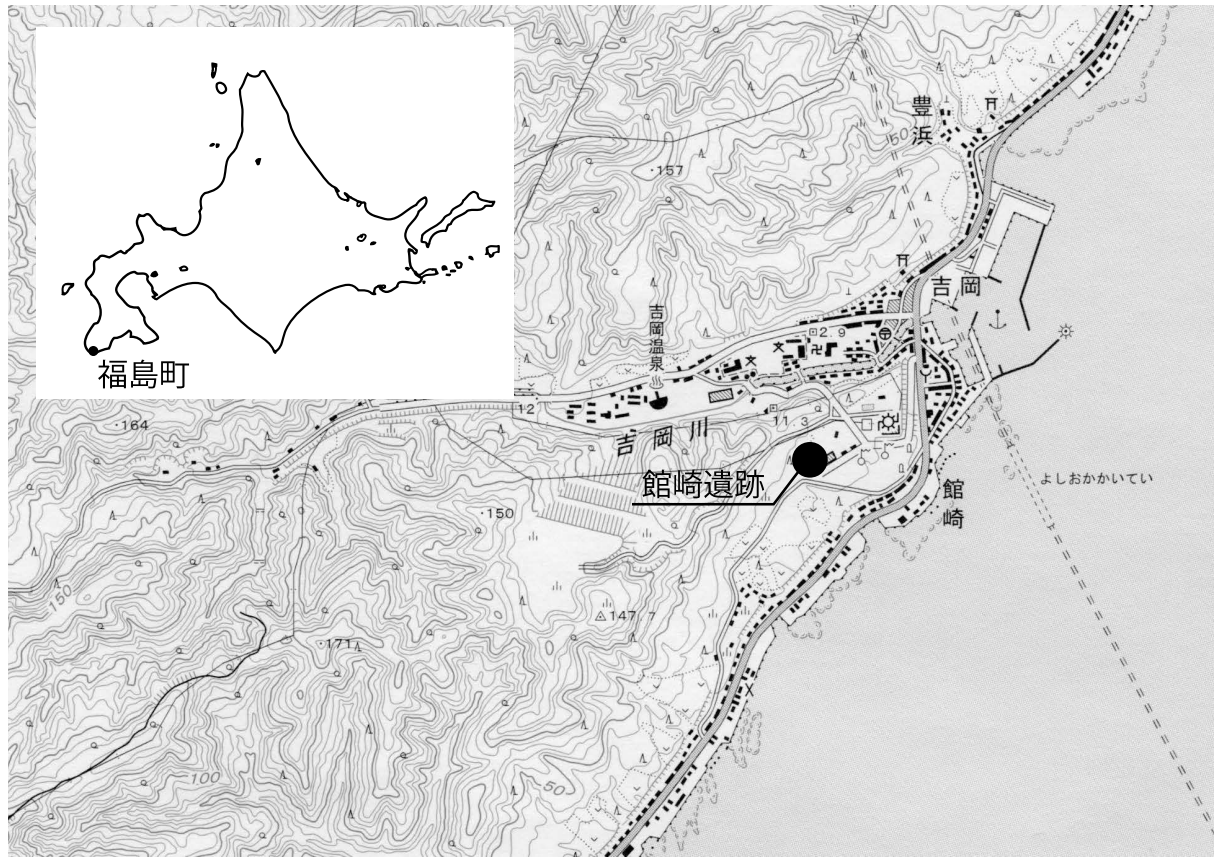 福島町
豊浜
50
・157
吉岡
吉岡温泉
2.9
卍
12
11.3
吉岡川
・164
館崎遺跡
館崎
よしおかかいてい
・150
150
147.7
・171
100
50